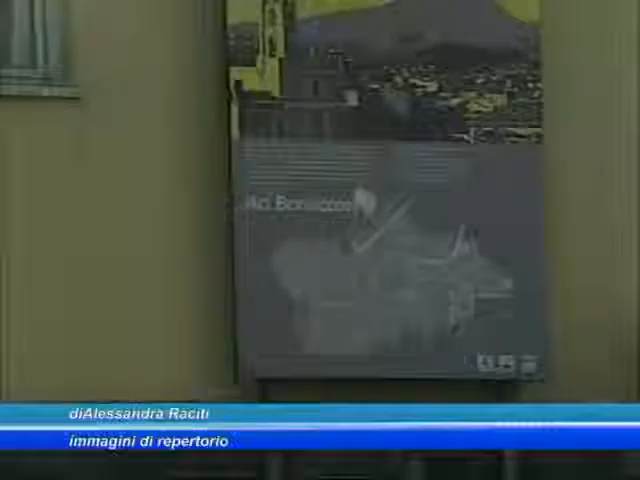 Aci Bonaccorsi
diAlessandra Raciti
immagini di repertorio